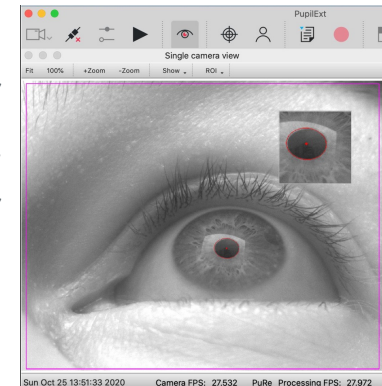 PupilExt
Single camera view
Fit 100% +Zoom -Zoom Show ROI
Sun Oct 25 13:51:33 2020 Camera FPS: 27.532 PuRe Processing FPS: 27.972